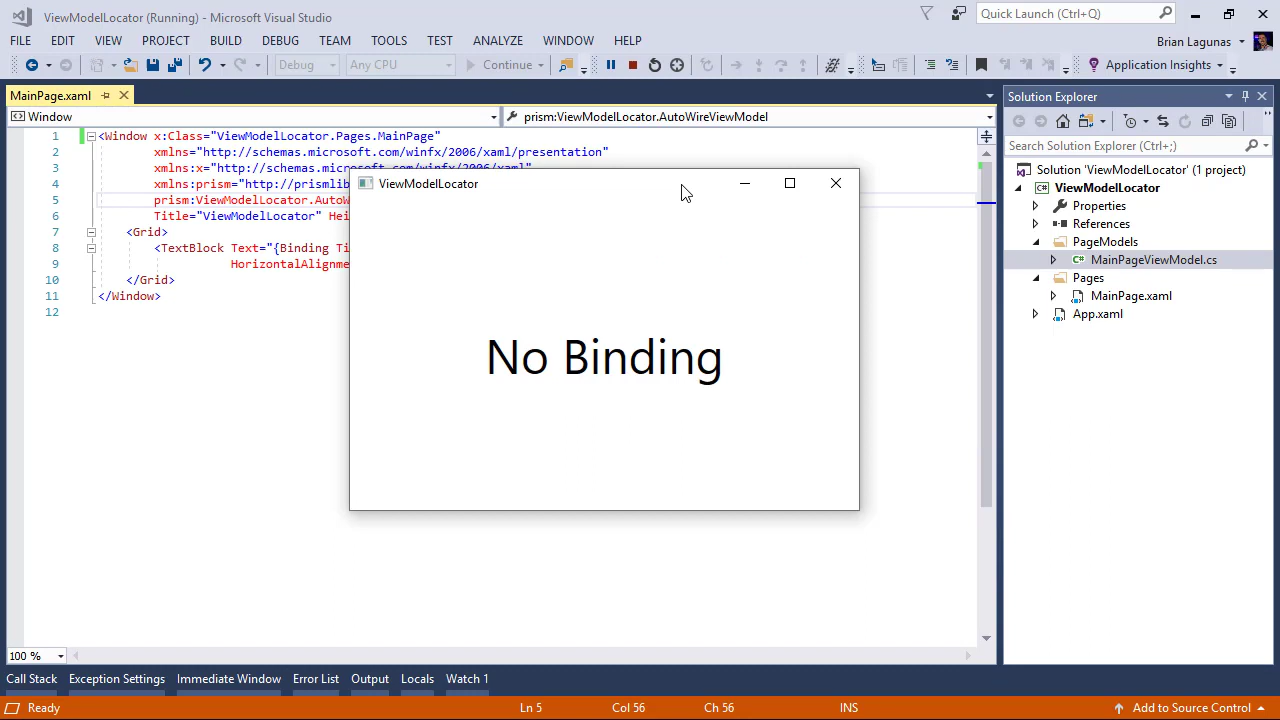 ViewModelLocator (Running) - Microsoft Visual Studio
Quick Launch (Ctrl+Q)
FILE EDIT VIEW PROJECT BUILD DEBUG TEAM TOOLS TEST ANALYZE WINDOW HELP
Brian Lagunas
Debug Any CPU Continue Application Insights
MainPage.xaml
Window prism:ViewModelLocator.AutoWireViewModel
1 <Window x:Class="ViewModelLocator.Pages.MainPage"
2 xmlns="http://schemas.microsoft.com/winfx/2006/xaml/presentation"
3 xmlns:x="http://schemas.microsoft.com/winfx/2006/xaml"
4 xmlns:prism="http://prismlib
5 prism:ViewModelLocator.AutoW
6 Title="ViewModelLocator" Hei
7 <Grid>
8 <TextBlock Text="{Binding Ti
9 HorizontalAlignme
10 </Grid>
11 </Window>
12
ViewModelLocator
No Binding
Solution Explorer
Search Solution Explorer (Ctrl+;)
Solution 'ViewModelLocator' (1 project)
ViewModelLocator
Properties
References
PageModels
MainPageViewModel.cs
Pages
MainPage.xaml
App.xaml
100 %
Call Stack Exception Settings Immediate Window Error List Output Locals Watch 1
Ready Ln 5 Col 56 Ch 56 INS Add to Source Control